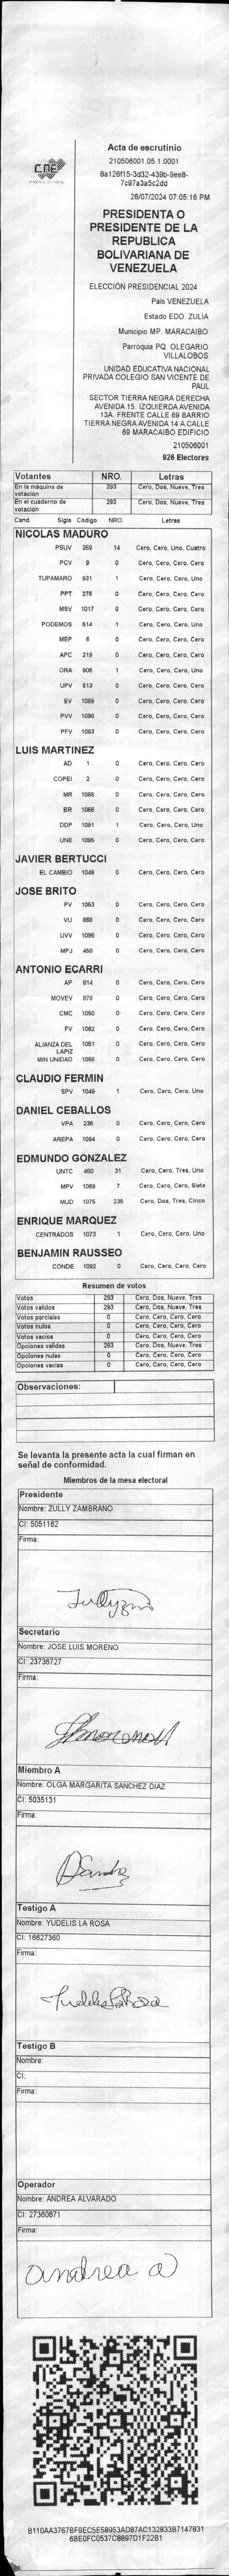 CNE
Acta de escrutinio
210506001.05.1.0001
8a126f15-3d32-439b-9ee8-
7c97a3a5c2dd
28/07/2024 07:05:16 PM
PRESIDENTA O
PRESIDENTE DE LA
REPUBLICA
BOLIVARIANA DE
VENEZUELA
ELECCIÓN PRESIDENCIAL 2024
País VENEZUELA
Estado EDO. ZULIA
Municipio MP. MARACAIBO
Parroquia PQ. OLEGARIO
VILLALOBOS
UNIDAD EDUCATIVA NACIONAL
PRIVADA COLEGIO SAN VICENTE DE
PAUL
SECTOR TIERRA NEGRA DERECHA
AVENIDA 15. IZQUIERDA AVENIDA
13A. FRENTE CALLE 69 BARRIO
TIERRA NEGRA AVENIDA 14 A CALLE
69 MARACAIBO EDIFICIO
210506001
926 Electores
Votantes NRO. Letras
En la máquina de votación 293 Cero, Dos, Nueve, Tres
En el cuaderno de votación 293 Cero, Dos, Nueve, Tres
Cand. Sigla Código NRO. Letras
NICOLAS MADURO
PSUV 269 14 Cero, Cero, Uno, Cuatro
PCV 9 0 Cero, Cero, Cero, Cero
TUPAMARO 931 1 Cero, Cero, Cero, Uno
PPT 276 0 Cero, Cero, Cero, Cero
MSV 1017 0 Cero, Cero, Cero, Cero
PODEMOS 514 1 Cero, Cero, Cero, Uno
MEP 6 0 Cero, Cero, Cero, Cero
APC 219 0 Cero, Cero, Cero, Cero
ORA 906 1 Cero, Cero, Cero, Uno
UPV 513 0 Cero, Cero, Cero, Cero
EV 1089 0 Cero, Cero, Cero, Cero
PVV 1090 0 Cero, Cero, Cero, Cero
PFV 1093 0 Cero, Cero, Cero, Cero
LUIS MARTINEZ
AD 1 0 Cero, Cero, Cero, Cero
COPEI 2 0 Cero, Cero, Cero, Cero
MR 1065 0 Cero, Cero, Cero, Cero
BR 1066 0 Cero, Cero, Cero, Cero
DDP 1091 1 Cero, Cero, Cero, Uno
UNE 1095 0 Cero, Cero, Cero, Cero
JAVIER BERTUCCI
EL CAMBIO 1048 0 Cero, Cero, Cero, Cero
JOSE BRITO
PV 1053 0 Cero, Cero, Cero, Cero
VU 868 0 Cero, Cero, Cero, Cero
UVV 1096 0 Cero, Cero, Cero, Cero
MPJ 458 0 Cero, Cero, Cero, Cero
ANTONIO ECARRI
AP 914 0 Cero, Cero, Cero, Cero
MOVEV 878 0 Cero, Cero, Cero, Cero
CMC 1050 0 Cero, Cero, Cero, Cero
FV 1062 0 Cero, Cero, Cero, Cero
ALIANZA DEL LAPIZ 1051 0 Cero, Cero, Cero, Cero
MIN UNIDAD 1068 0 Cero, Cero, Cero, Cero
CLAUDIO FERMIN
SPV 1049 1 Cero, Cero, Cero, Uno
DANIEL CEBALLOS
VPA 236 0 Cero, Cero, Cero, Cero
AREPA 1094 0 Cero, Cero, Cero, Cero
EDMUNDO GONZALEZ
UNTC 460 31 Cero, Cero, Tres, Uno
MPV 1069 7 Cero, Cero, Cero, Siete
MUD 1075 235 Cero, Dos, Tres, Cinco
ENRIQUE MARQUEZ
CENTRADOS 1073 1 Cero, Cero, Cero, Uno
BENJAMIN RAUSSEO
CONDE 1092 0 Cero, Cero, Cero, Cero
Resumen de votos
Votos 293 Cero, Dos, Nueve, Tres
Votos validos 293 Cero, Dos, Nueve, Tres
Votos parciales 0 Cero, Cero, Cero, Cero
Votos nulos 0 Cero, Cero, Cero, Cero
Votos vacios 0 Cero, Cero, Cero, Cero
Opciones validas 293 Cero, Dos, Nueve, Tres
Opciones nulas 0 Cero, Cero, Cero, Cero
Opciones vacias 0 Cero, Cero, Cero, Cero
Observaciones:
Se levanta la presente acta la cual firman en
señal de conformidad.
Miembros de la mesa electoral
Presidente
Nombre: ZULLY ZAMBRANO
CI: 5051162
Firma:
Secretario
Nombre: JOSE LUIS MORENO
CI: 23736727
Firma:
Miembro A
Nombre: OLGA MARGARITA SANCHEZ DIAZ
CI: 5035131
Firma:
Testigo A
Nombre: YUDELIS LA ROSA
CI: 16627360
Firma:
Yudelis La Rosa
Testigo B
Nombre:
CI:
Firma:
Operador
Nombre: ANDREA ALVARADO
CI: 27360871
Firma:
andrea a
B110AA3767BF9EC5E58953AD87AC132833B7147831
6BE0FC0537C8897D1F22B1